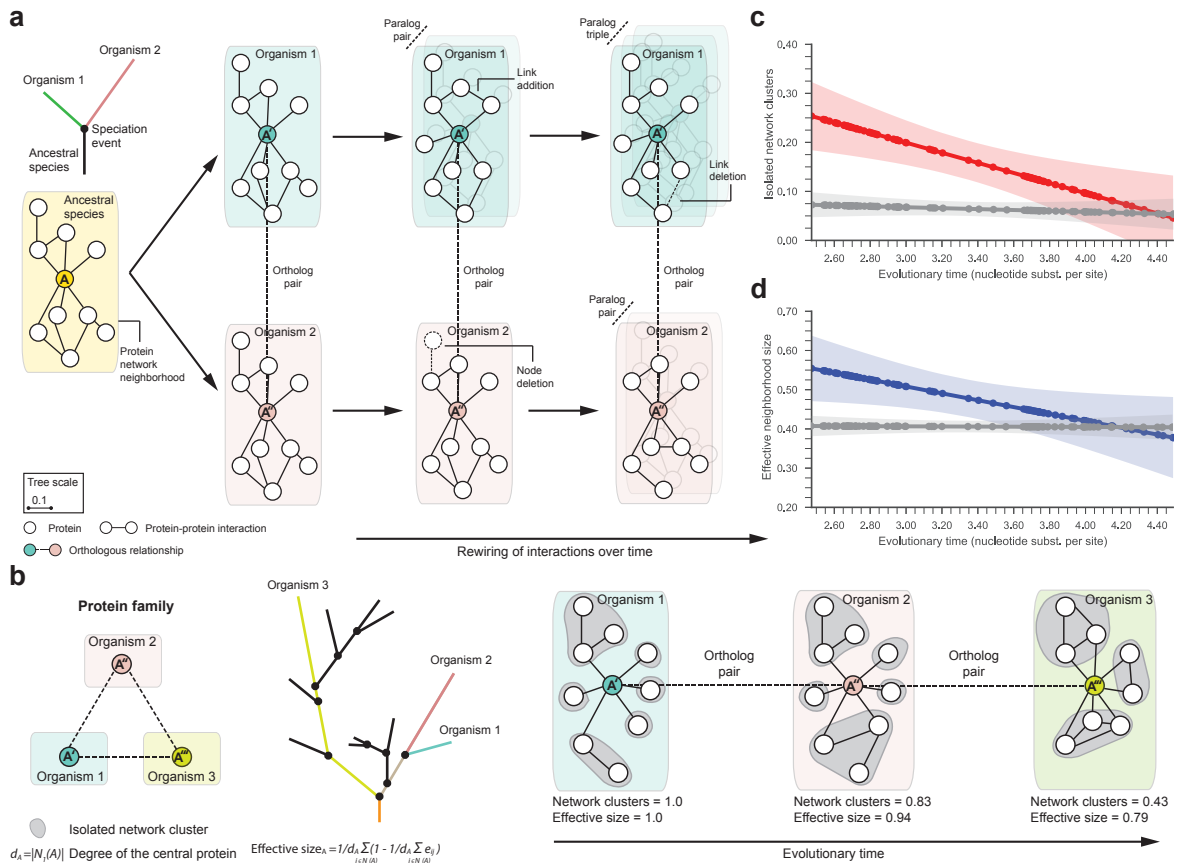 a
Organism 2
Organism 1
Speciation
event
Ancestral
species
Ancestral
species
A
Protein
network
neighborhood
Tree scale
0.1
Protein
Protein-protein interaction
Orthologous relationship
Organism 1
A'
Ortholog
pair
Organism 2
A''
Paralog
pair
Organism 1
Link
addition
A'
Ortholog
pair
Organism 2
Node
deletion
A''
Paralog
triple
Organism 1
A'
Link
deletion
Ortholog
pair
Paralog
pair
Organism 2
A''
Rewiring of interactions over time
c
Isolated network clusters
0.40
0.30
0.20
0.10
0.00
2.80 3.00 3.20 3.40 3.60 3.80 4.00 4.20 4.40
Evolutionary time (nucleotide subst. per site)
d
Effective neighborhood size
0.70
0.60
0.50
0.40
0.30
0.20
2.80 3.00 3.20 3.40 3.60 3.80 4.00 4.20 4.40
Evolutionary time (nucleotide subst. per site)
b
Protein family
Organism 2
A''
A'
A'''
Organism 1
Organism 3
Isolated network cluster
d_A = |N_1(A)| Degree of the central protein
Organism 3
Organism 2
Organism 1
Effective size_A = 1/d_A Σ (1 - 1/d_A Σ e_ij)
i∈N(A) j∈N(A)
Organism 1
A'
Network clusters = 1.0
Effective size = 1.0
Ortholog
pair
Organism 2
A''
Network clusters = 0.83
Effective size = 0.94
Ortholog
pair
Organism 3
A'''
Network clusters = 0.43
Effective size = 0.79
Evolutionary time